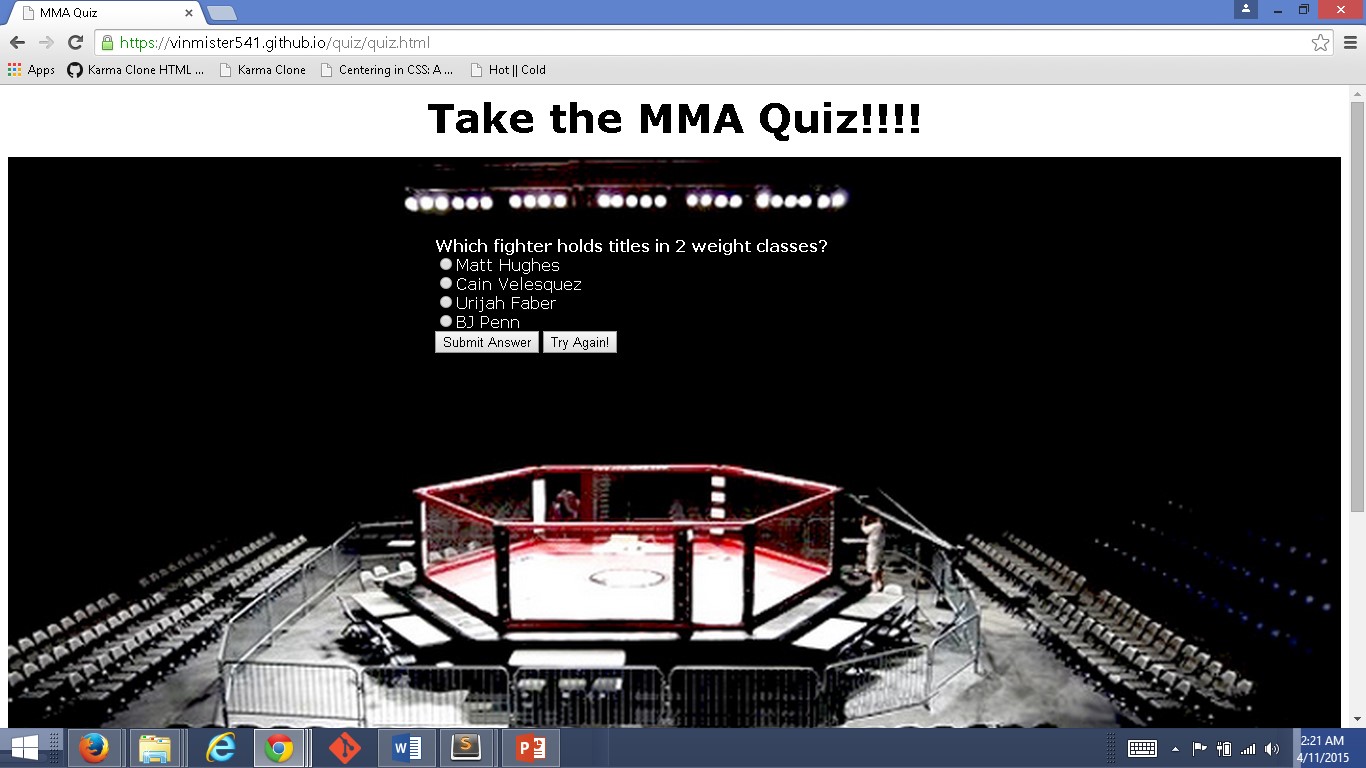 MMA Quiz
https://vinmister541.github.io/quiz/quiz.html
Apps Karma Clone HTML ... Karma Clone Centering in CSS: A ... Hot || Cold
Take the MMA Quiz!!!!
Which fighter holds titles in 2 weight classes?
Matt Hughes
Cain Velesquez
Urijah Faber
BJ Penn
Submit Answer Try Again!
2:21 AM
4/11/2015